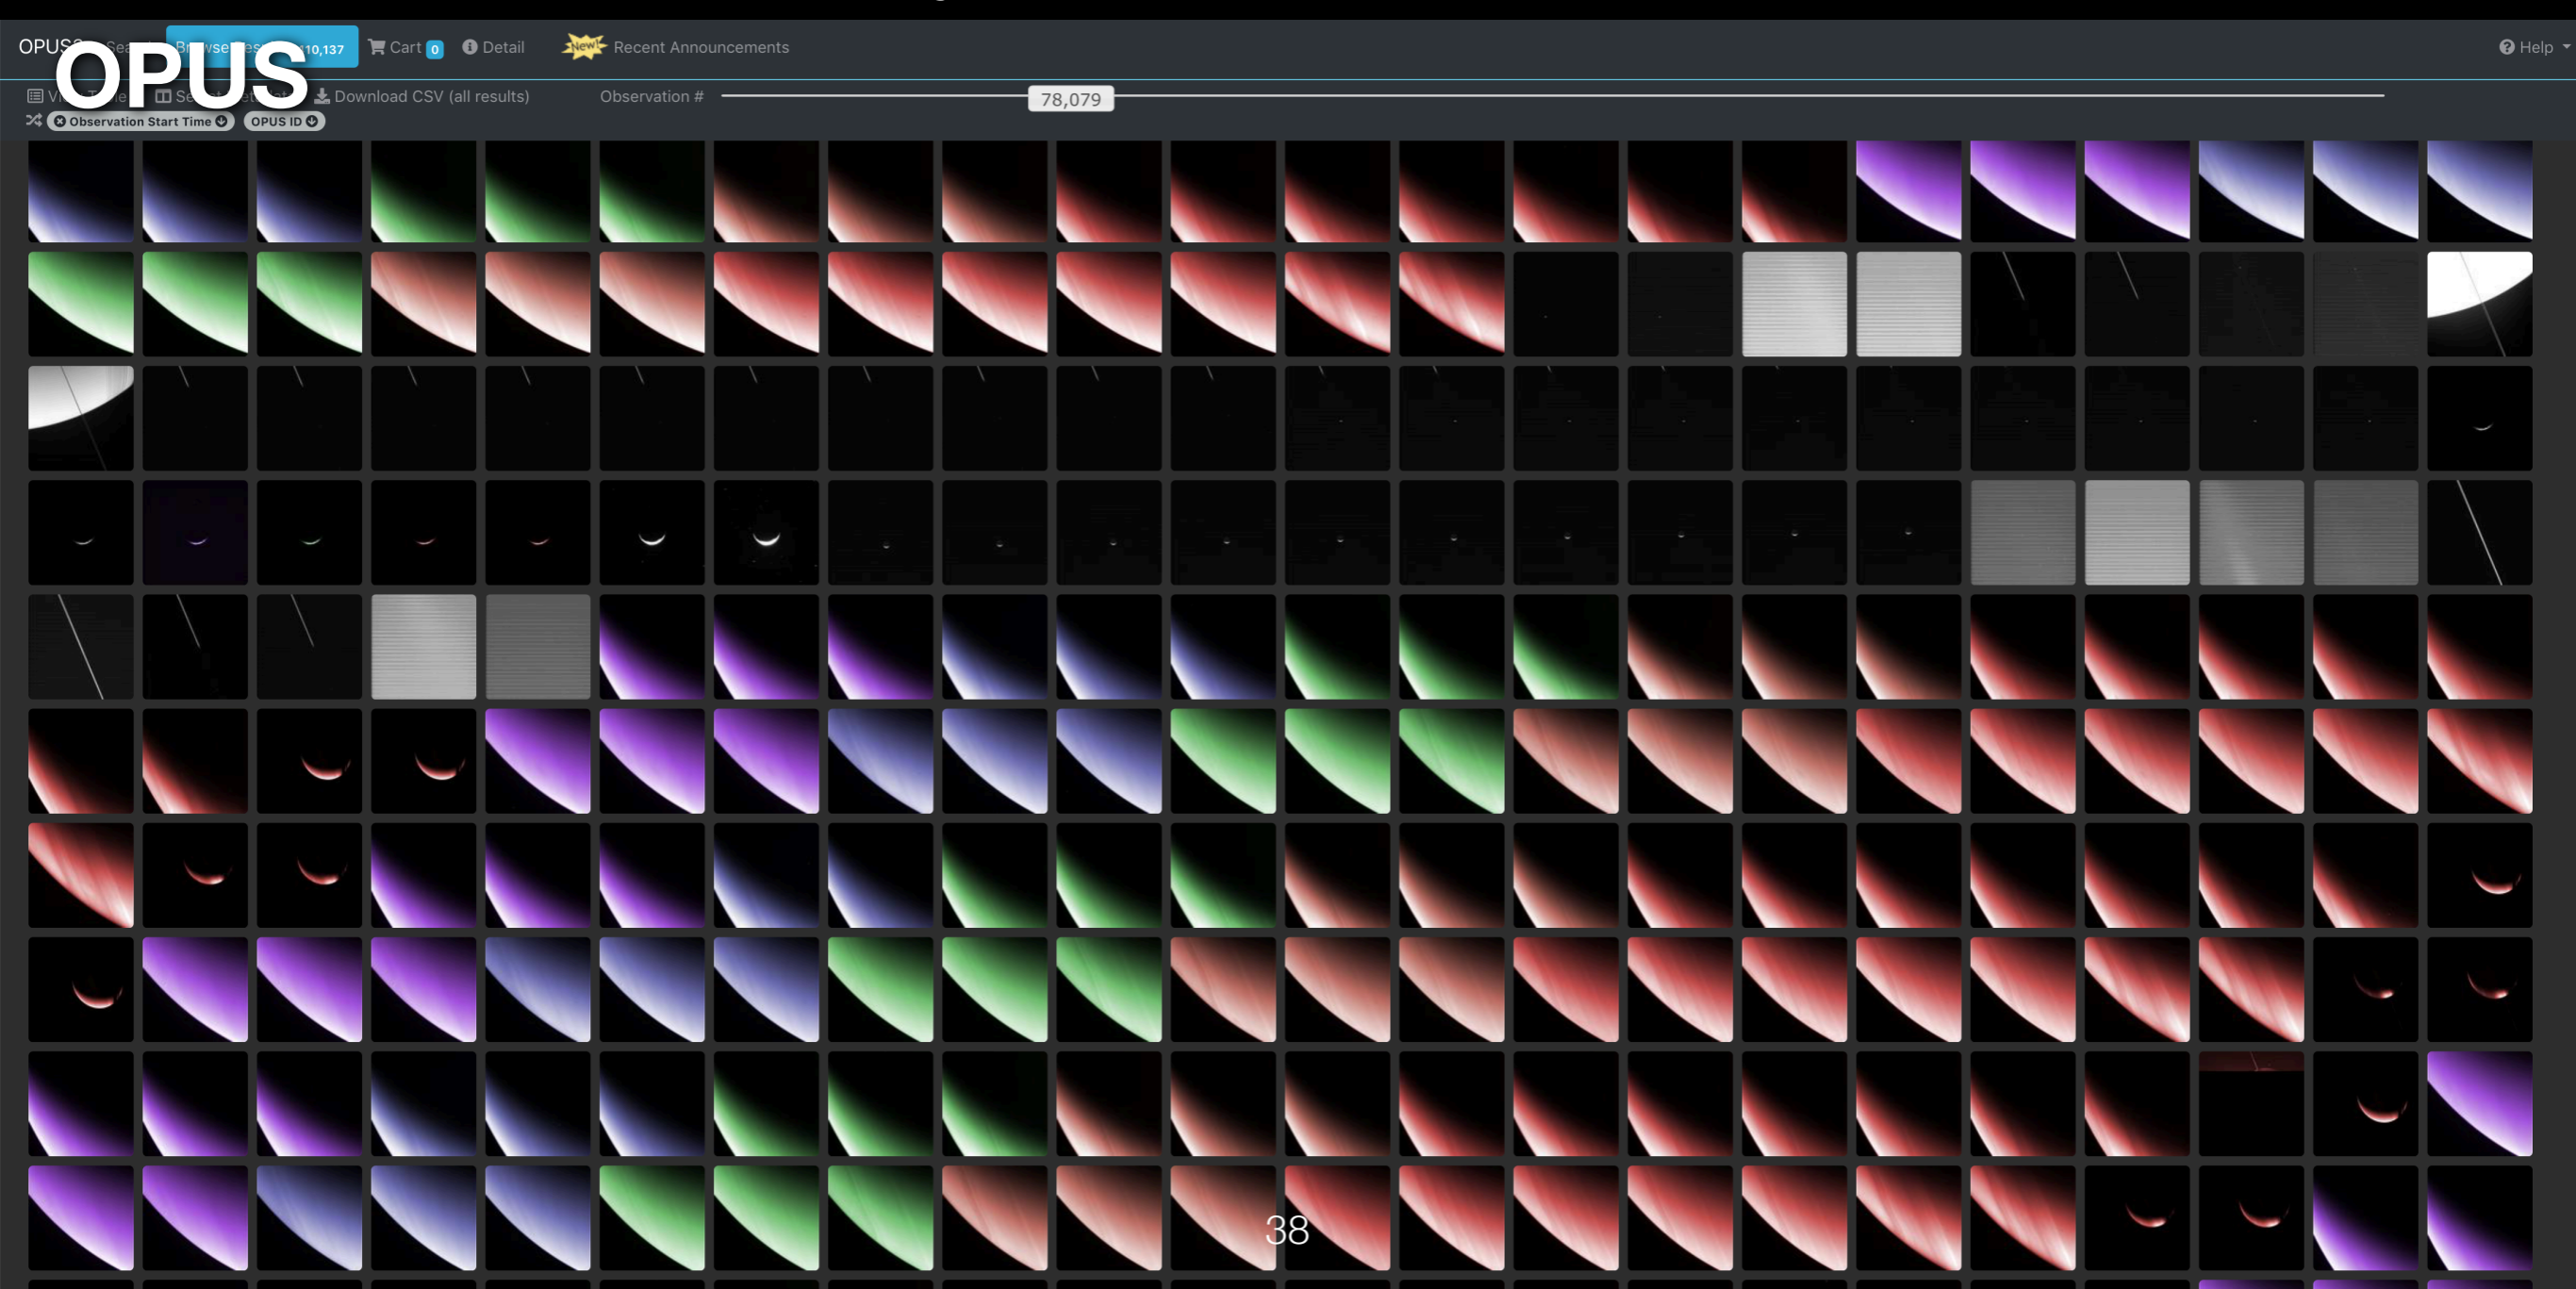 OPUS
Cart 0
Detail
New! Recent Announcements
Help
Download CSV (all results)
Observation #
78,079
Observation Start Time
OPUS ID
38